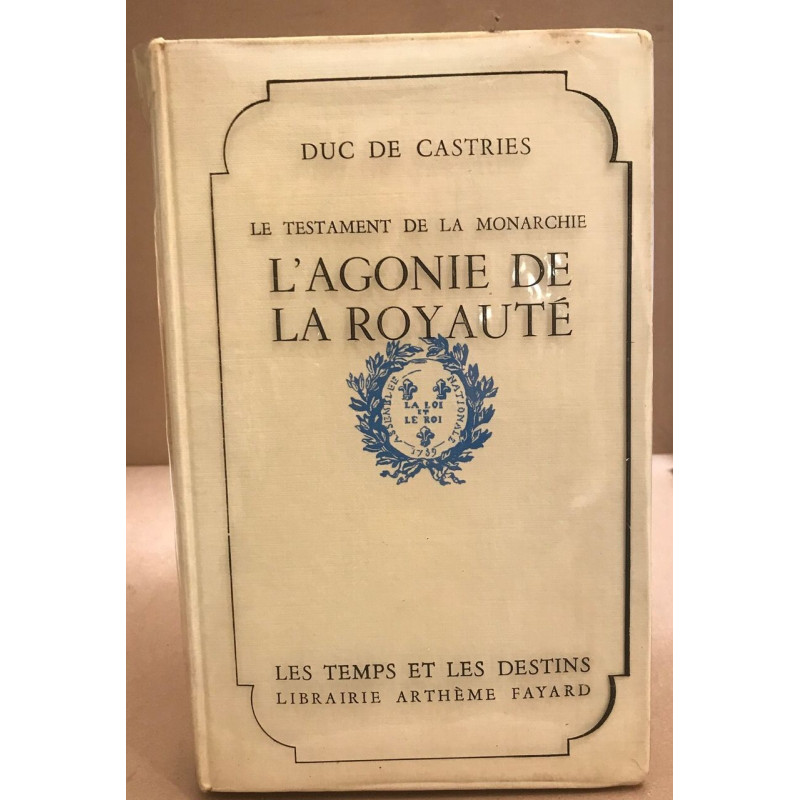 DUC DE CASTRIES
LE TESTAMENT DE LA MONARCHIE
L'AGONIE DE
LA ROYAUTÉ
ASSEMBLEE NATIONALE
LA LOI
ET
LE ROI
1789
LES TEMPS ET LES DESTINS
LIBRAIRIE ARTHÈME FAYARD